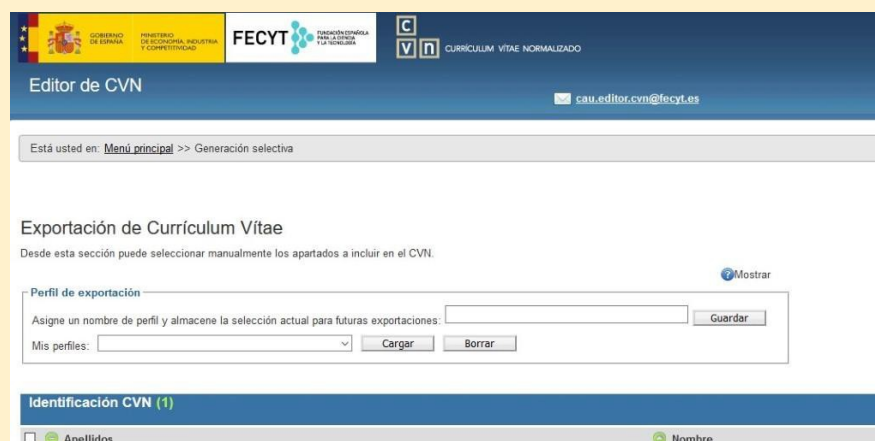 GOBIERNO
DE ESPAÑA
MINISTERIO
DE ECONOMÍA, INDUSTRIA
Y COMPETITIVIDAD
FECYT
FUNDACIÓN ESPAÑOLA
PARA LA CIENCIA
Y LA TECNOLOGÍA
C
V n CURRÍCULUM VÍTAE NORMALIZADO
Editor de CVN
cau.editor.cvn@fecyt.es
Está usted en: Menú principal >> Generación selectiva
Exportación de Currículum Vítae
Desde esta sección puede seleccionar manualmente los apartados a incluir en el CVN.
?Mostrar
Perfil de exportación
Asigne un nombre de perfil y almacene la selección actual para futuras exportaciones: Guardar
Mis perfiles: Cargar Borrar
Identificación CVN (1)
Apellidos Nombre